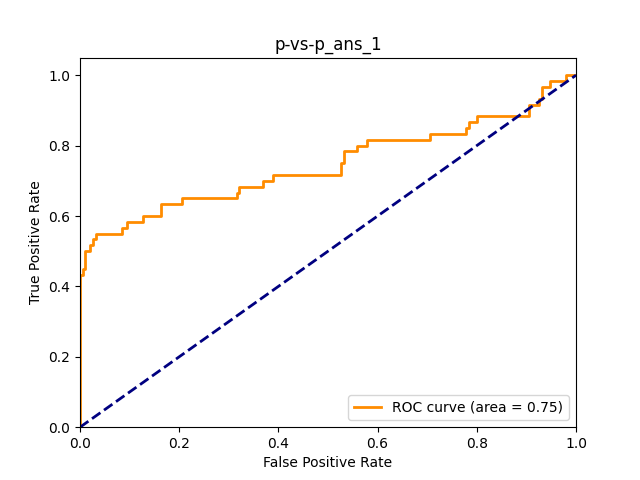 p-vs-p_ans_1
True Positive Rate
1.0
0.8
0.6
0.4
0.2
0.0
ROC curve (area = 0.75)
0.0 0.2 0.4 0.6 0.8 1.0
False Positive Rate